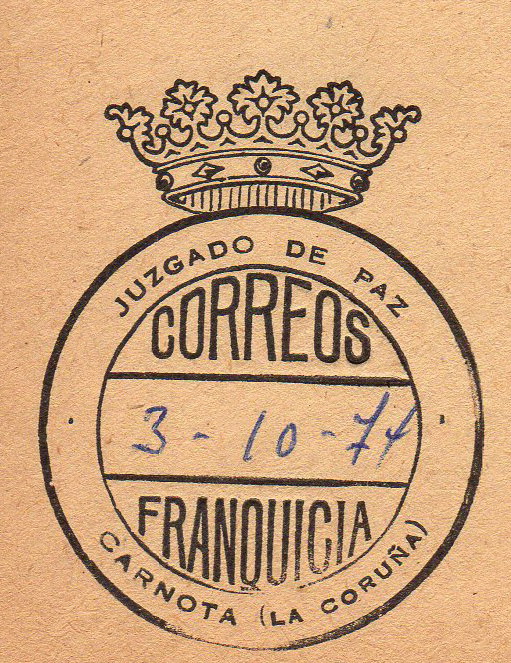 JUZGADO DE PAZ
CORREOS
3-10-74
FRANQUICIA
CARNOTA (LA CORUÑA)